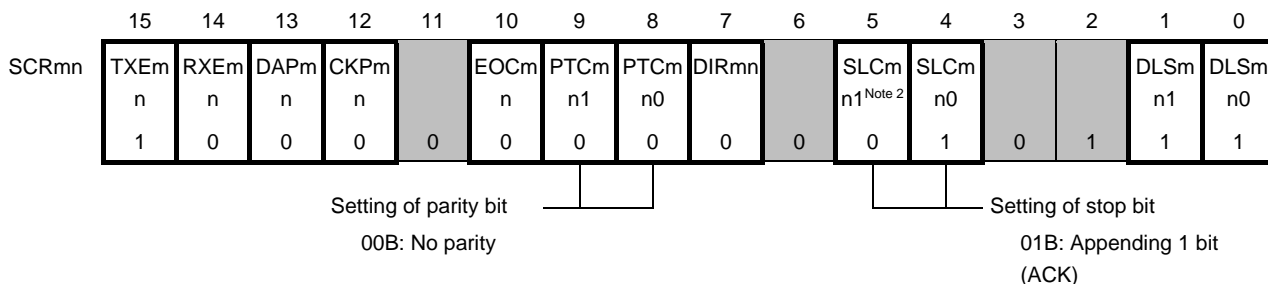 15 14 13 12 11 10 9 8 7 6 5 4 3 2 1 0
SCRmn TXEm RXEm DAPm CKPm EOCm PTCm PTCm DIRmn SLCm SLCm DLSm DLSm
n n n n n n1 n0 n1 Note 2 n0 n1 n0
1 0 0 0 0 0 0 0 0 0 0 1 0 1 1 1
Setting of parity bit Setting of stop bit
00B: No parity 01B: Appending 1 bit
(ACK)